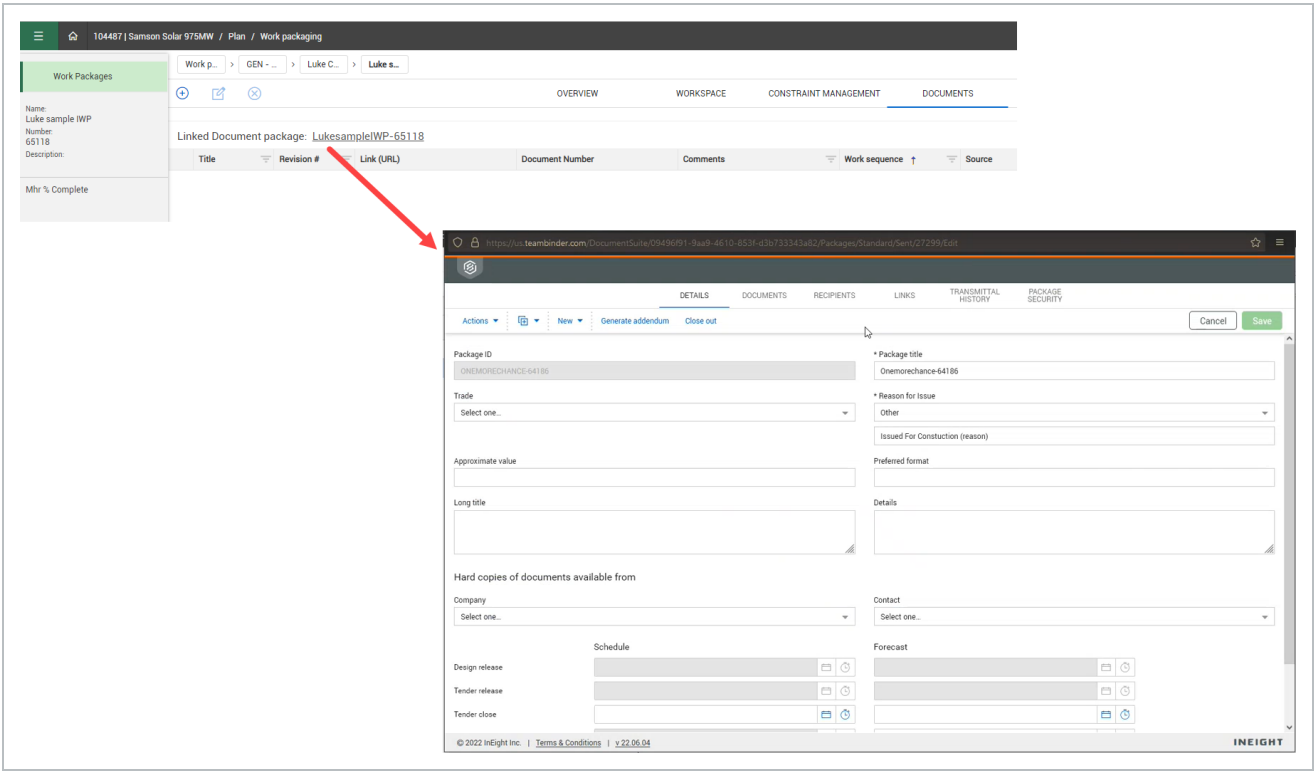 104487 | Samson Solar 975MW / Plan / Work packaging
Work Packages
Work p... > GEN - ... > Luke C... > Luke s...
OVERVIEW WORKSPACE CONSTRAINT MANAGEMENT DOCUMENTS
Name:
Luke sample IWP
Number:
65118
Description:
Mhr % Complete
Linked Document package: LukesampleIWP-65118
Title Revision # Link (URL) Document Number Comments Work sequence Source
https://us.teambinder.com/DocumentSuite/09496f91-9aa9-4610-853f-d3b733343a82/Packages/Standard/Sent/27299/Edit
DETAILS DOCUMENTS RECIPIENTS LINKS TRANSMITTAL HISTORY PACKAGE SECURITY
Actions New Generate addendum Close out Cancel Save
Package ID * Package title
ONEMORECHANCE-64186 Onemorechance-64186
Trade * Reason for Issue
Select one... Other
Issued For Constuction (reason)
Approximate value Preferred format
Long title Details
Hard copies of documents available from
Company Contact
Select one... Select one...
Schedule Forecast
Design release
Tender release
Tender close
© 2022 InEight Inc. | Terms & Conditions | v 22.06.04 INEIGHT